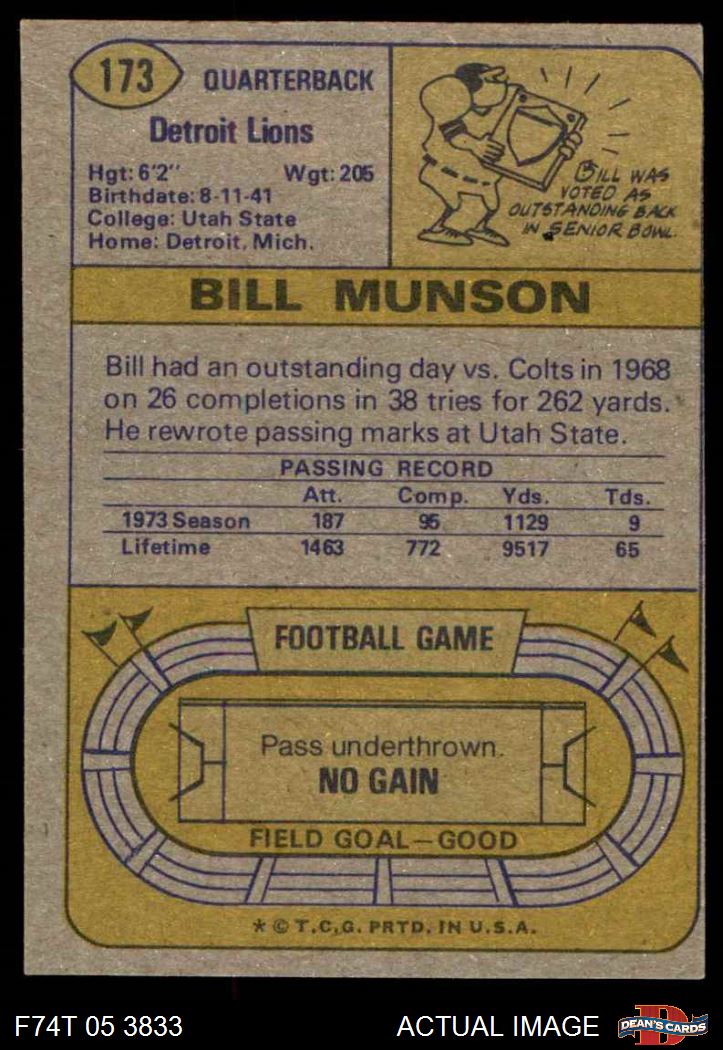 173 QUARTERBACK
Detroit Lions
Hgt: 6'2" Wgt: 205
Birthdate: 8-11-41
College: Utah State
Home: Detroit, Mich.
BILL WAS
VOTED AS
OUTSTANDING BACK
IN SENIOR BOWL.
BILL MUNSON
Bill had an outstanding day vs. Colts in 1968
on 26 completions in 38 tries for 262 yards.
He rewrote passing marks at Utah State.
PASSING RECORD
Att. Comp. Yds. Tds.
1973 Season 187 95 1129 9
Lifetime 1463 772 9517 65
FOOTBALL GAME
Pass underthrown.
NO GAIN
FIELD GOAL—GOOD
* © T.C.G. PRTD. IN U.S.A.
F74T 05 3833 ACTUAL IMAGE D DEAN'S CARDS